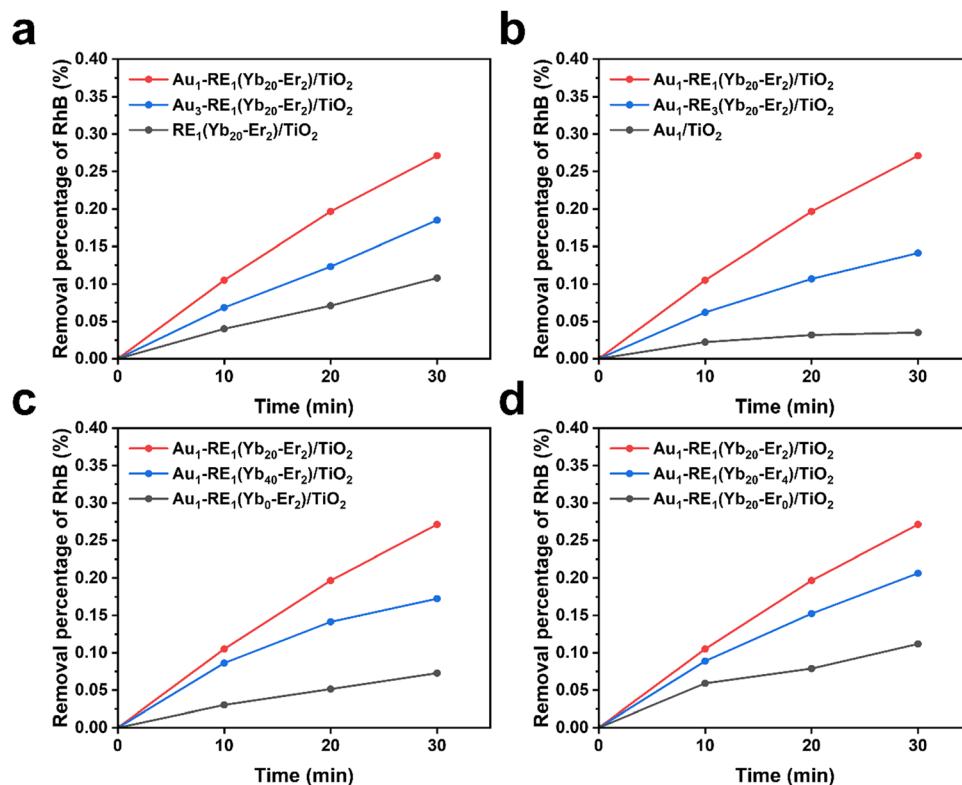 a
Removal percentage of RhB (%)
0.40
0.35
0.30
0.25
0.20
0.15
0.10
0.05
0.00
Au₁-RE₁(Yb₂₀-Er₂)/TiO₂
Au₃-RE₁(Yb₂₀-Er₂)/TiO₂
RE₁(Yb₂₀-Er₂)/TiO₂
0 10 20 30
Time (min)
b
Removal percentage of RhB (%)
0.40
0.35
0.30
0.25
0.20
0.15
0.10
0.05
0.00
Au₁-RE₁(Yb₂₀-Er₂)/TiO₂
Au₁-RE₃(Yb₂₀-Er₂)/TiO₂
Au₁/TiO₂
0 10 20 30
Time (min)
c
Removal percentage of RhB (%)
0.40
0.35
0.30
0.25
0.20
0.15
0.10
0.05
0.00
Au₁-RE₁(Yb₂₀-Er₂)/TiO₂
Au₁-RE₁(Yb₄₀-Er₂)/TiO₂
Au₁-RE₁(Yb₀-Er₂)/TiO₂
0 10 20 30
Time (min)
d
Removal percentage of RhB (%)
0.40
0.35
0.30
0.25
0.20
0.15
0.10
0.05
0.00
Au₁-RE₁(Yb₂₀-Er₂)/TiO₂
Au₁-RE₁(Yb₂₀-Er₄)/TiO₂
Au₁-RE₁(Yb₂₀-Er₀)/TiO₂
0 10 20 30
Time (min)